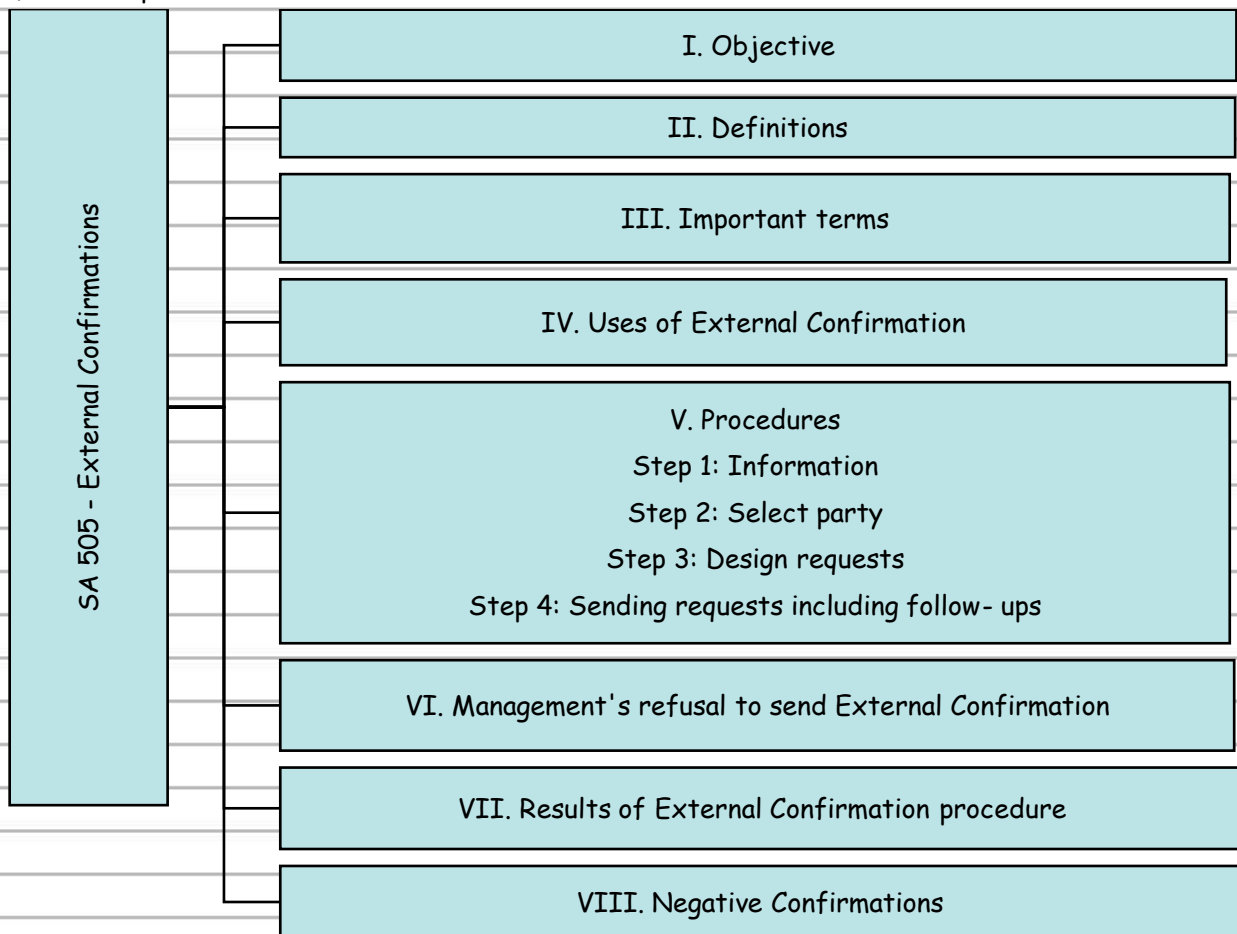 SA 505 - External Confirmations
I. Objective
II. Definitions
III. Important terms
IV. Uses of External Confirmation
V. Procedures
Step 1: Information
Step 2: Select party
Step 3: Design requests
Step 4: Sending requests including follow- ups
VI. Management's refusal to send External Confirmation
VII. Results of External Confirmation procedure
VIII. Negative Confirmations